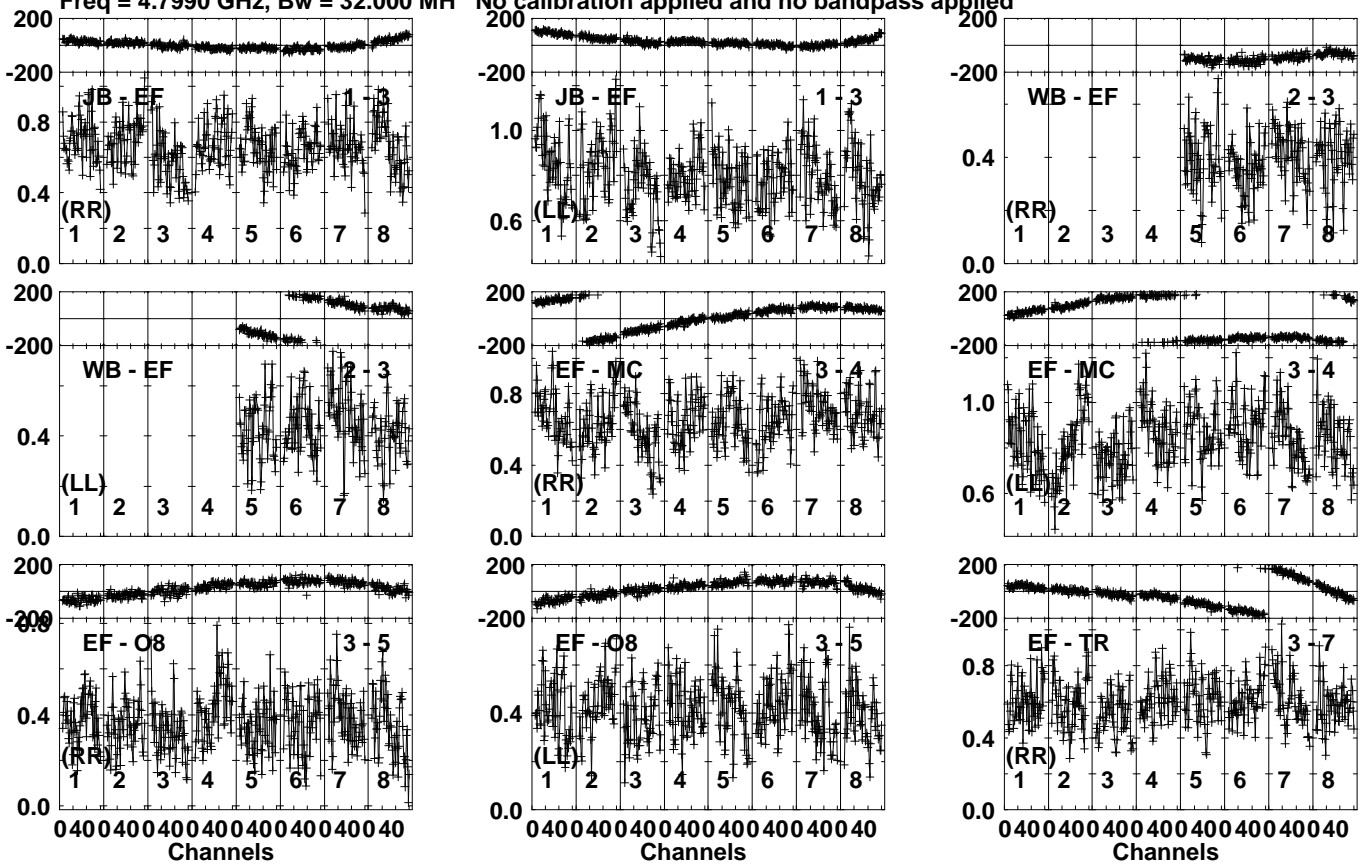 Freq = 4.7990 GHz, Bw = 32.000 MH No calibration applied and no bandpass applied
200 200 200
-200 -200 -200
JB - EF 1 - 3 JB - EF 1 - 3 WB - EF 2 - 3
0.8 1.0 0.4
0.4 0.6
(RR) (LL) (RR)
1 2 3 4 5 6 7 8 1 2 3 4 5 6 7 8 1 2 3 4 5 6 7 8
0.0 0.0
200 200 200
-200 -200 -200
WB - EF 2 - 3 EF - MC 3 - 4 EF - MC 3 - 4
0.4 0.8 1.0
0.4 0.6
(LL) (RR) (LL)
1 2 3 4 5 6 7 8 1 2 3 4 5 6 7 8 1 2 3 4 5 6 7 8
0.0 0.0
200 200 200
-200 -200 -200
0.8
EF - O8 3 - 5 EF - O8 3 - 5 EF - TR 3 - 7
0.8
0.4 0.4 0.4
(RR) (LL) (RR)
1 2 3 4 5 6 7 8 1 2 3 4 5 6 7 8 1 2 3 4 5 6 7 8
0.0 0.0 0.0
0 40 0 40 0 40 0 40 0 40 0 40 0 40 0 40 0 40 0 40 0 40 0 40 0 40 0 40 0 40 0 40 0 40 0 40 0 40 0 40 0 40 0 40 0 40 0 40
Channels Channels Channels